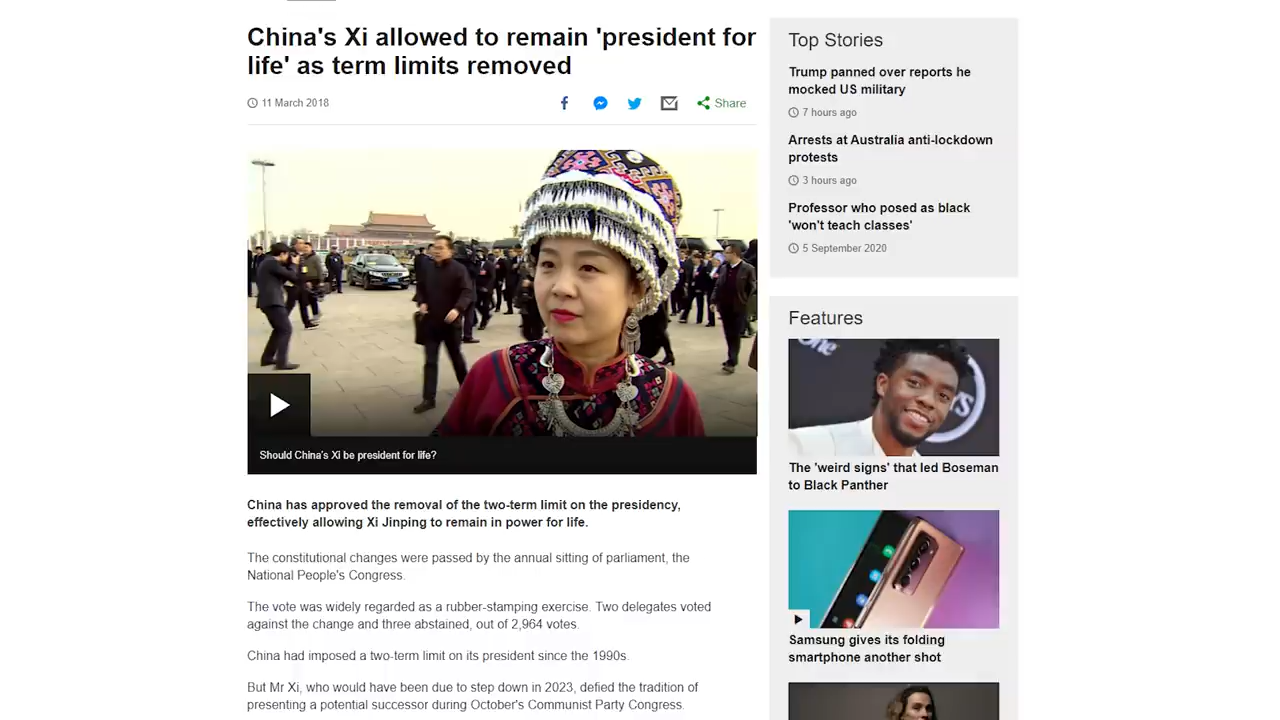 China's Xi allowed to remain 'president for
life' as term limits removed
11 March 2018
Share
Should China's Xi be president for life?
China has approved the removal of the two-term limit on the presidency,
effectively allowing Xi Jinping to remain in power for life.
The constitutional changes were passed by the annual sitting of parliament, the
National People's Congress.
The vote was widely regarded as a rubber-stamping exercise. Two delegates voted
against the change and three abstained, out of 2,964 votes.
China had imposed a two-term limit on its president since the 1990s.
But Mr Xi, who would have been due to step down in 2023, defied the tradition of
presenting a potential successor during October's Communist Party Congress.
Top Stories
Trump panned over reports he
mocked US military
7 hours ago
Arrests at Australia anti-lockdown
protests
3 hours ago
Professor who posed as black
'won't teach classes'
5 September 2020
Features
The 'weird signs' that led Boseman
to Black Panther
Samsung gives its folding
smartphone another shot